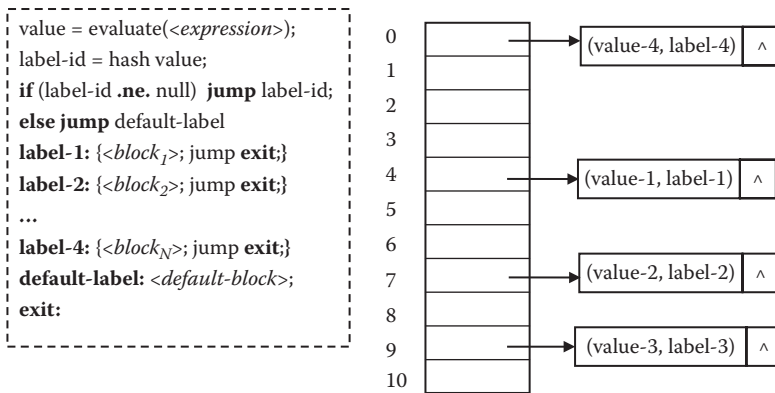 value = evaluate(<expression>);
label-id = hash value;
if (label-id .ne. null) jump label-id;
else jump default-label
label-1: {<block₁>; jump exit;}
label-2: {<block₂>; jump exit;}
...
label-4: {<block_N>; jump exit;}
default-label: <default-block>;
exit:
0
1
2
3
4
5
6
7
8
9
10
(value-4, label-4) ^
(value-1, label-1) ^
(value-2, label-2) ^
(value-3, label-3) ^